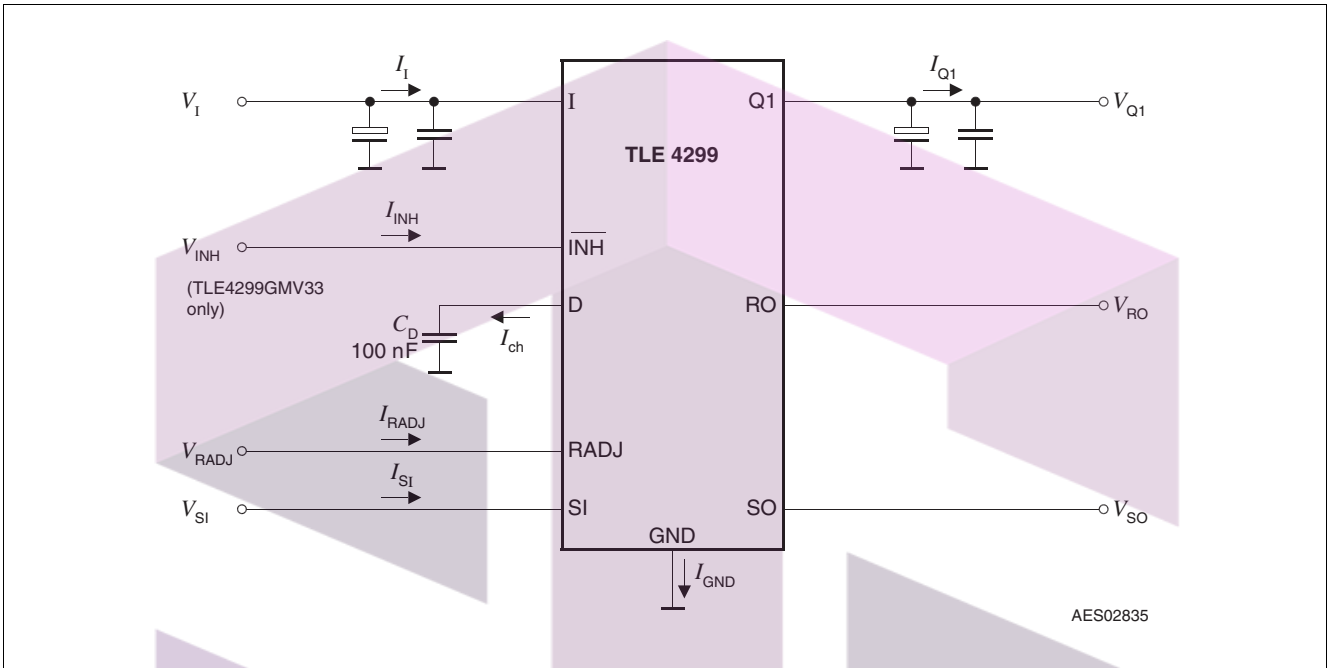 I_I I_Q1
V_I I Q1 V_Q1
TLE 4299
I_INH
V_INH INH
(TLE4299GMV33
only)
D RO V_RO
C_D
100 nF I_ch
I_RADJ
V_RADJ RADJ
I_SI
V_SI SI SO V_SO
GND
I_GND
AES02835